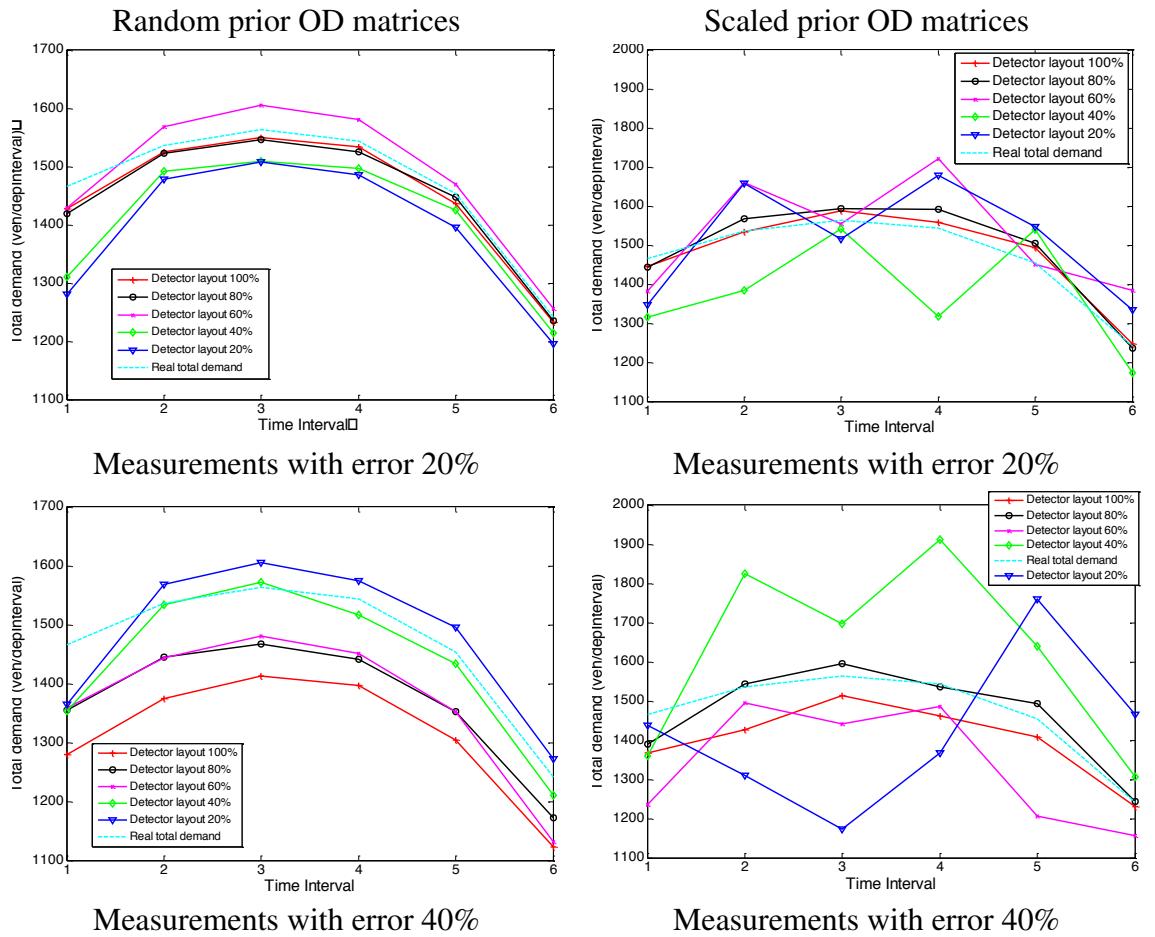 Random prior OD matrices
Scaled prior OD matrices
1700
1600
1500
1400
1300
1200
1100
Total demand (veh/depInterval)□
Detector layout 100%
Detector layout 80%
Detector layout 60%
Detector layout 40%
Detector layout 20%
Real total demand
1 2 3 4 5 6
Time Interval□
2000
1900
1800
1700
1600
1500
1400
1300
1200
1100
Total demand (veh/depInterval)
Detector layout 100%
Detector layout 80%
Detector layout 60%
Detector layout 40%
Detector layout 20%
Real total demand
1 2 3 4 5 6
Time Interval
Measurements with error 20%
Measurements with error 20%
1700
1600
1500
1400
1300
1200
1100
Total demand (veh/depInterval)
Detector layout 100%
Detector layout 80%
Detector layout 60%
Detector layout 40%
Detector layout 20%
Real total demand
1 2 3 4 5 6
Time Interval
2000
1900
1800
1700
1600
1500
1400
1300
1200
1100
Total demand (veh/depInterval)
Detector layout 100%
Detector layout 80%
Detector layout 60%
Detector layout 40%
Real total demand
Detector layout 20%
1 2 3 4 5 6
Time Interval
Measurements with error 40%
Measurements with error 40%